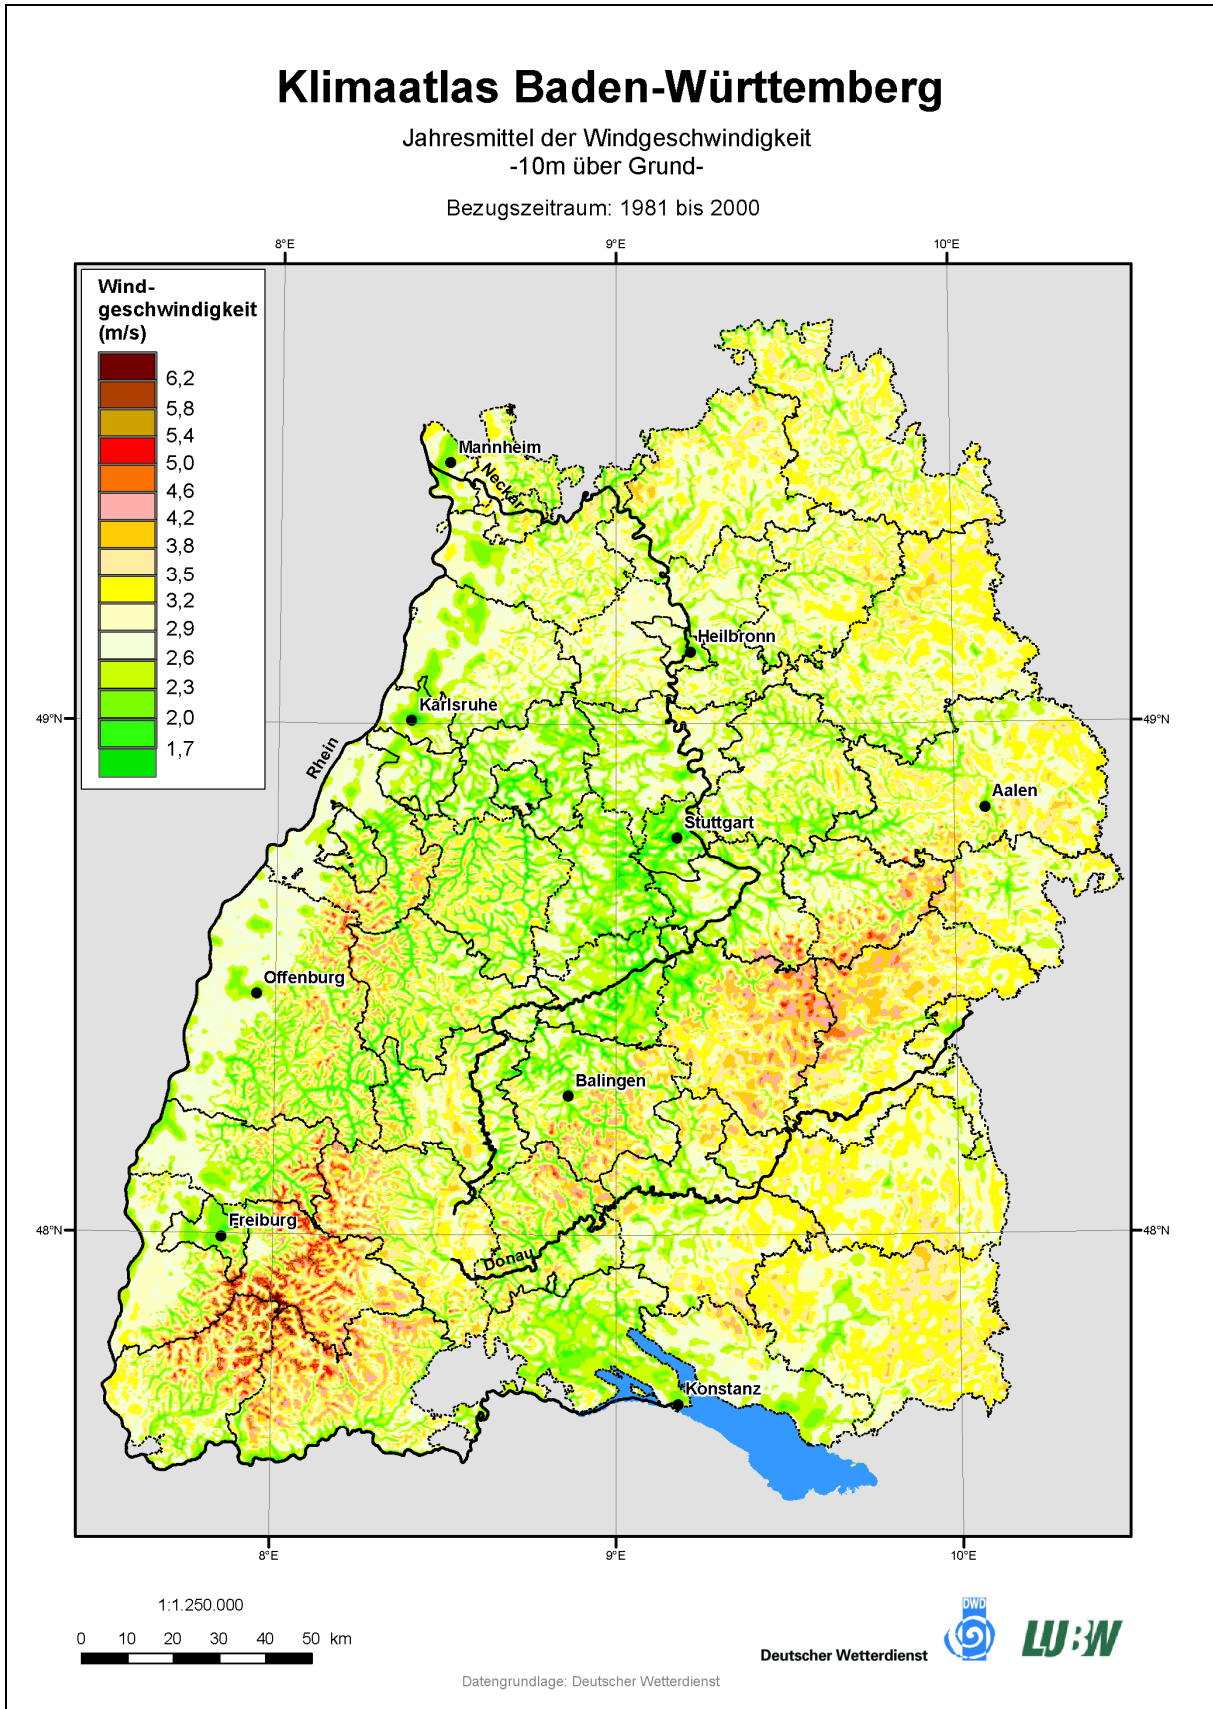 Klimaatlas Baden-Württemberg
Jahresmittel der Windgeschwindigkeit
-10m über Grund-
Bezugszeitraum: 1981 bis 2000
8°E
9°E
10°E
Wind-
geschwindigkeit
(m/s)
6,2
5,8
5,4
5,0
4,6
4,2
3,8
3,5
3,2
2,9
2,6
2,3
2,0
1,7
Mannheim
Neckar
Heilbronn
Karlsruhe
49°N
49°N
Rhein
Aalen
Stuttgart
Offenburg
Balingen
Freiburg
48°N
48°N
Donau
Konstanz
8°E
9°E
10°E
1:1.250.000
0 10 20 30 40 50 km
DWD
Deutscher Wetterdienst
LUBW
Datengrundlage: Deutscher Wetterdienst